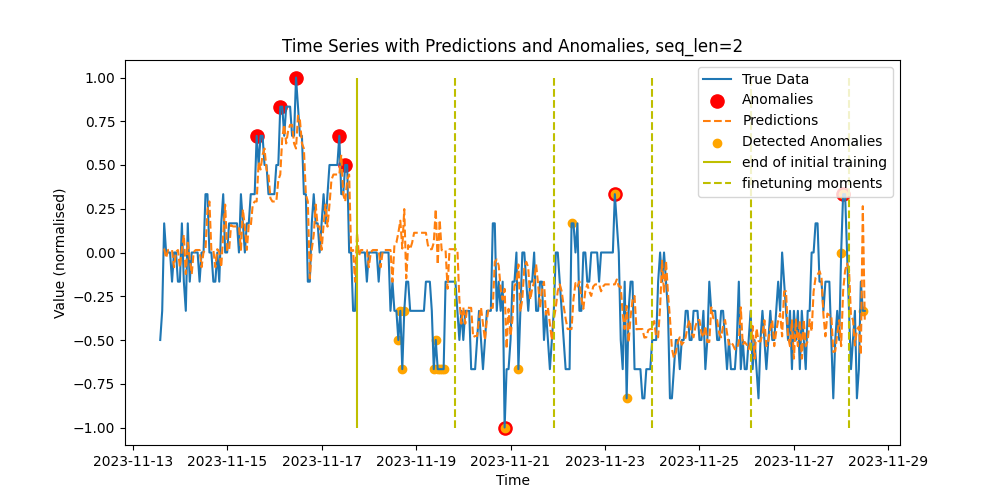 Time Series with Predictions and Anomalies, seq_len=2
1.00
0.75
0.50
0.25
0.00
−0.25
−0.50
−0.75
−1.00
Value (normalised)
True Data
Anomalies
Predictions
Detected Anomalies
end of initial training
finetuning moments
2023-11-13 2023-11-15 2023-11-17 2023-11-19 2023-11-21 2023-11-23 2023-11-25 2023-11-27 2023-11-29
Time